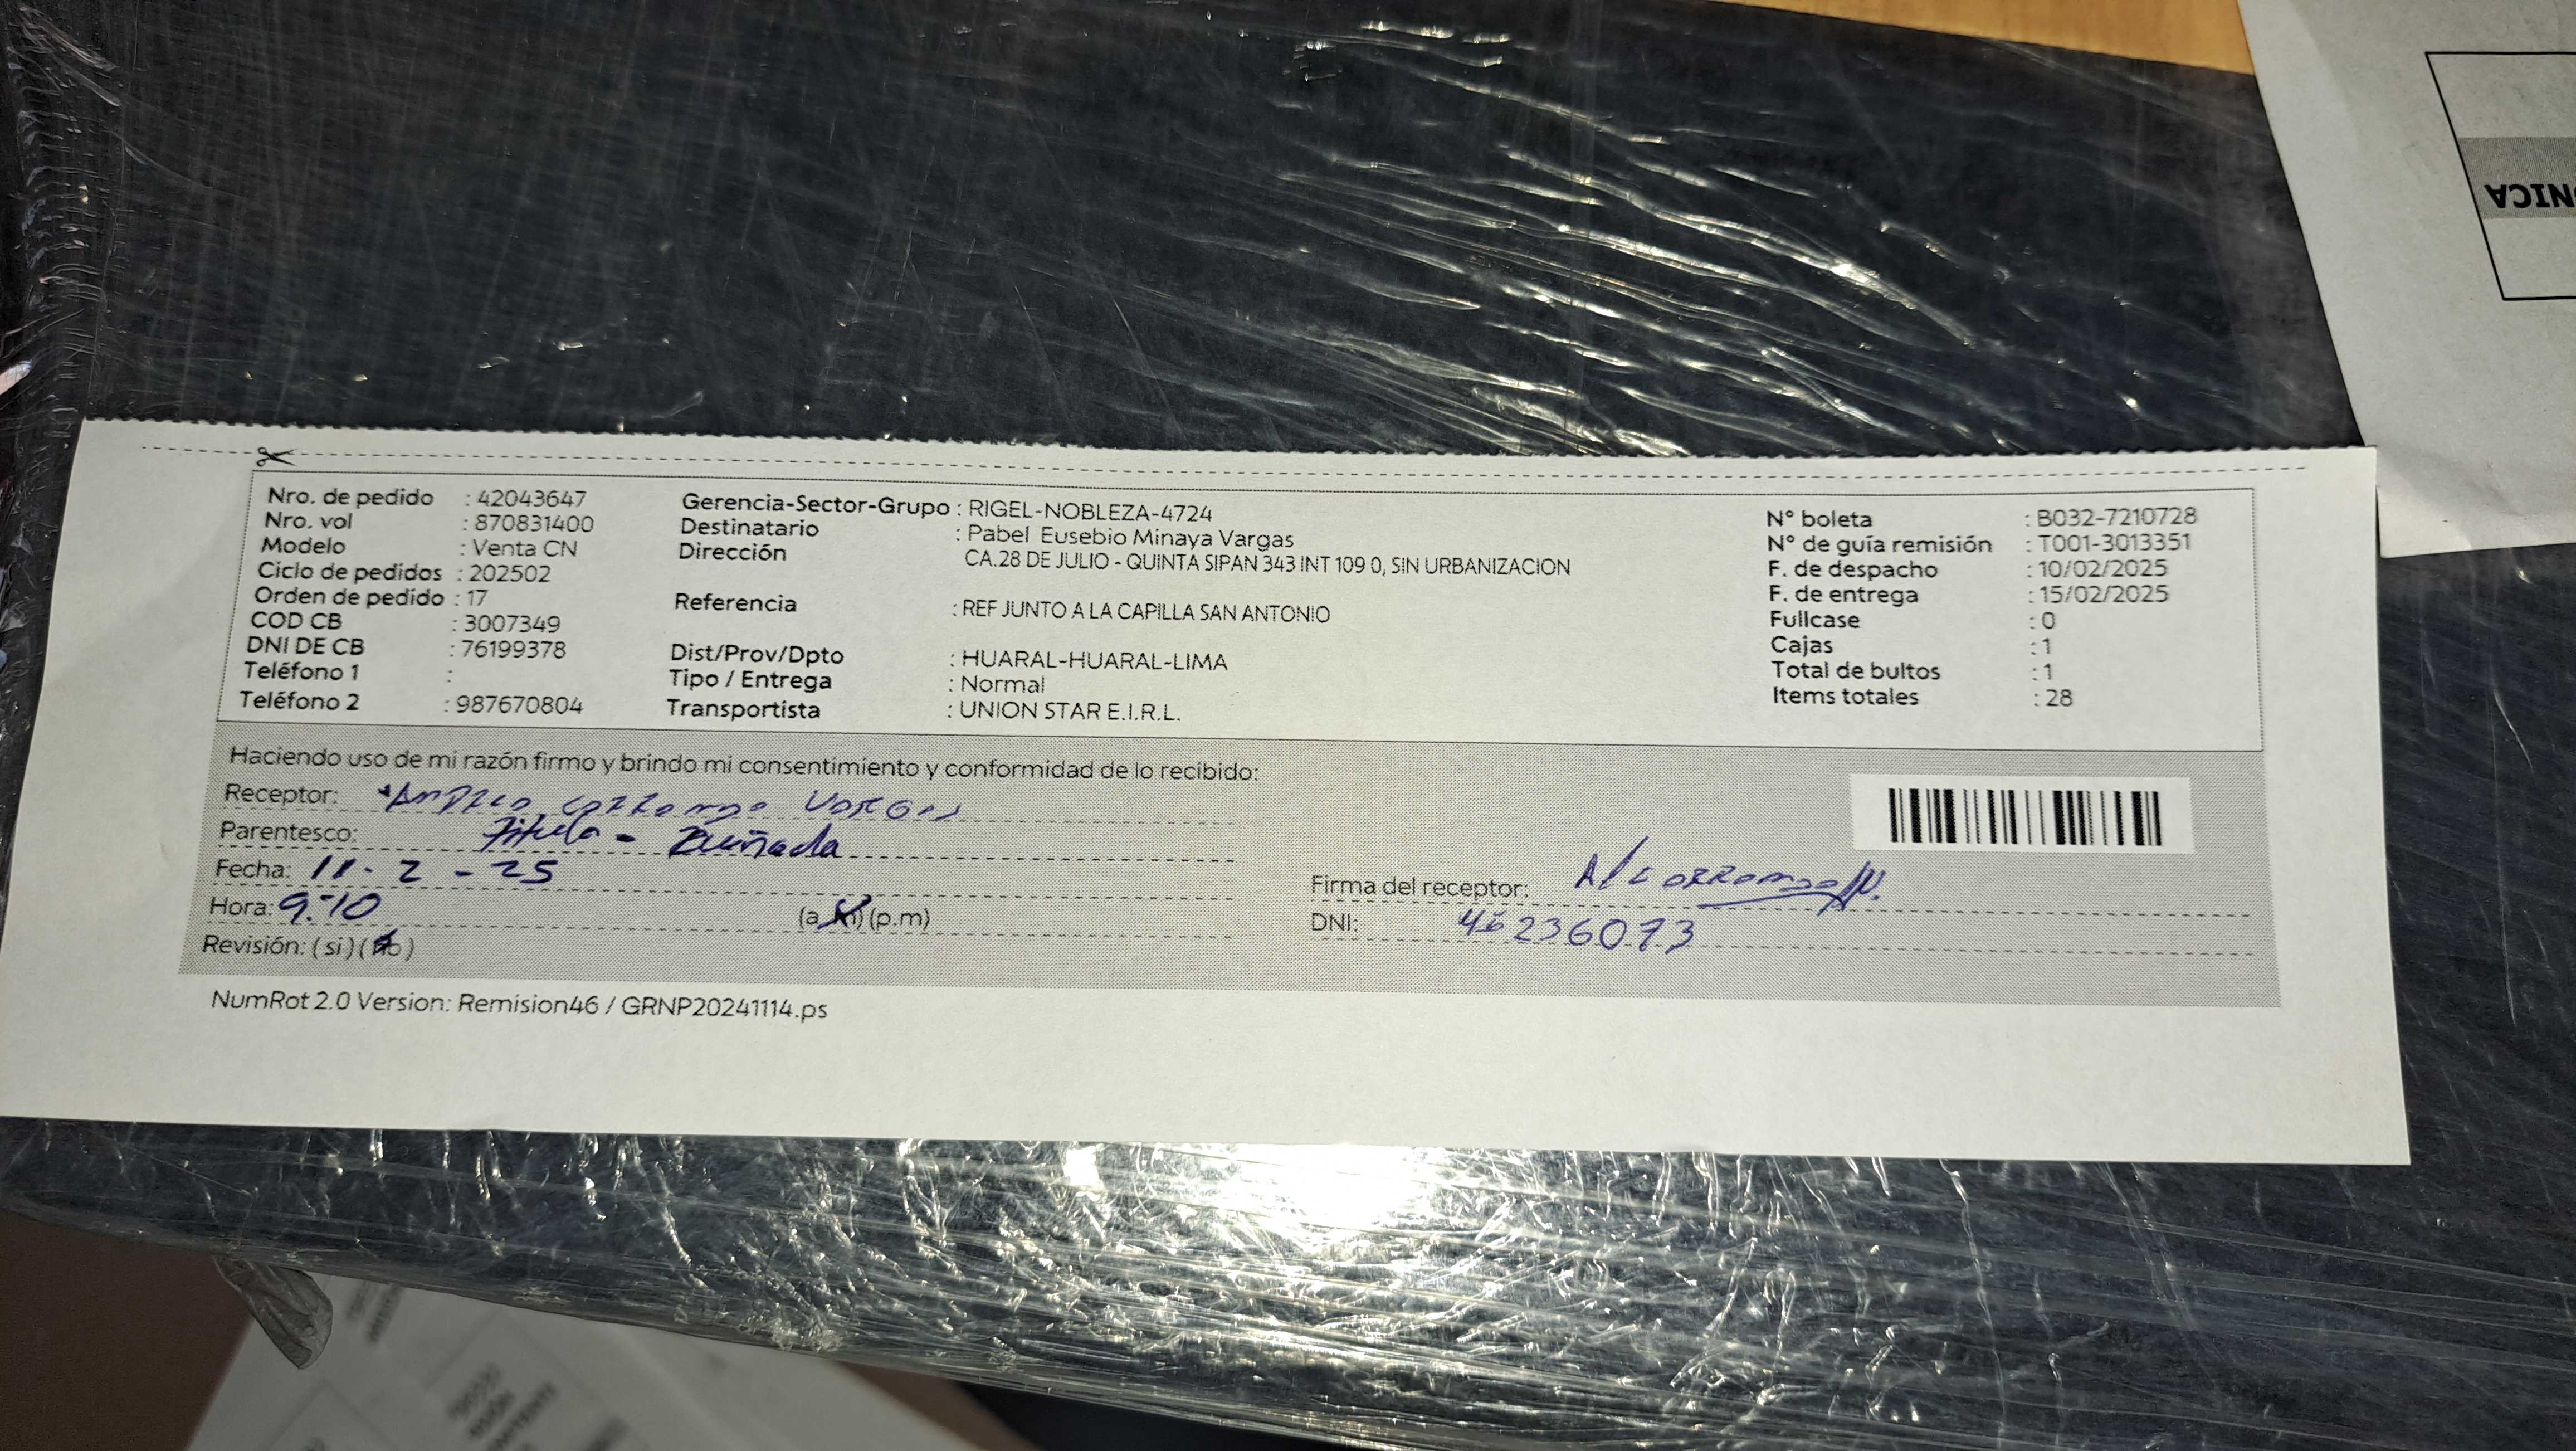 Nro. de pedido : 42043647
Nro. vol : 870831400
Modelo : Venta CN
Ciclo de pedidos : 202502
Orden de pedido : 17
COD CB : 3007349
DNI DE CB : 76199378
Teléfono 1 :
Teléfono 2 : 987670804
Gerencia-Sector-Grupo : RIGEL-NOBLEZA-4724
Destinatario : Pabel Eusebio Minaya Vargas
Dirección CA.28 DE JULIO - QUINTA SIPAN 343 INT 109 0, SIN URBANIZACION
Referencia : REF JUNTO A LA CAPILLA SAN ANTONIO
Dist/Prov/Dpto : HUARAL-HUARAL-LIMA
Tipo / Entrega : Normal
Transportista : UNION STAR E.I.R.L.
N° boleta : B032-7210728
N° de guía remisión : T001-3013351
F. de despacho : 10/02/2025
F. de entrega : 15/02/2025
Fullcase : 0
Cajas : 1
Total de bultos : 1
Items totales : 28
Haciendo uso de mi razón firmo y brindo mi consentimiento y conformidad de lo recibido:
Receptor: Vargas
Parentesco:
Fecha: 11-2-25
Hora: 9:10 (a.m) (p.m)
Revisión: (si) (no)
Firma del receptor:
DNI: 46236073
NumRot 2.0 Version: Remision46 / GRNP20241114.ps
NICA